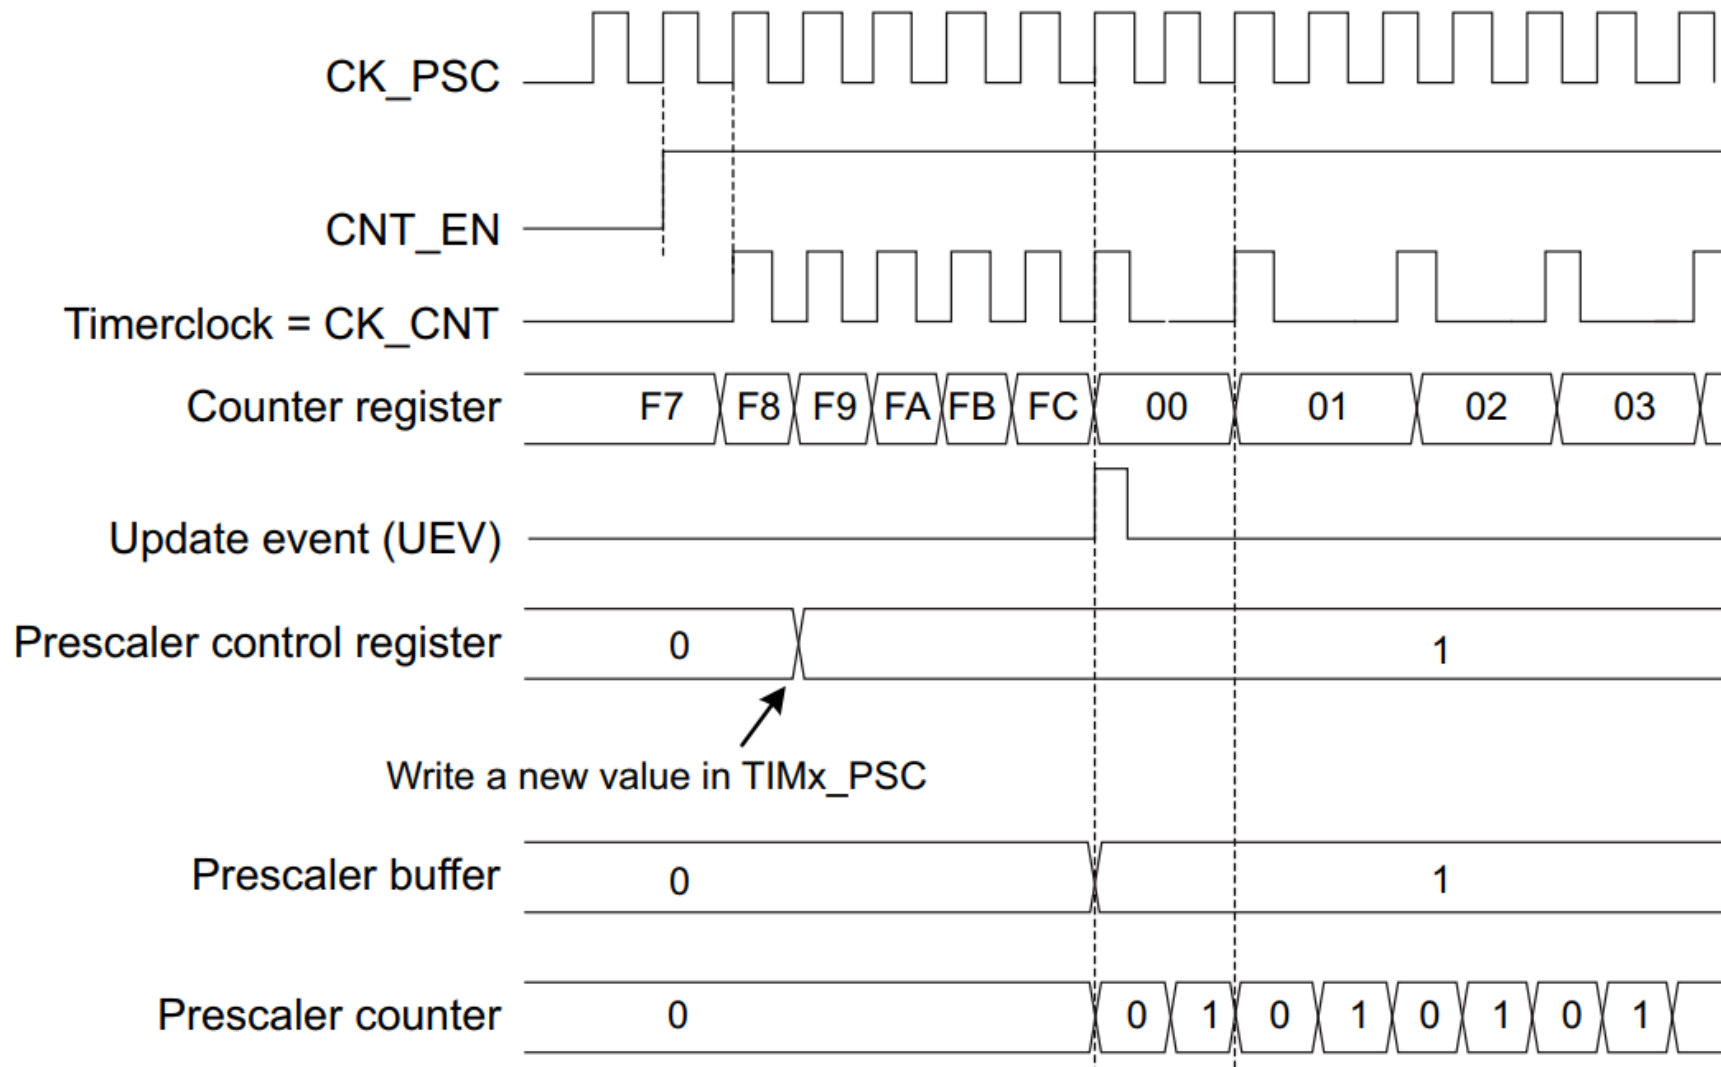 CK_PSC
CNT_EN
Timerclock = CK_CNT
Counter register F7 F8 F9 FA FB FC 00 01 02 03
Update event (UEV)
Prescaler control register 0 1
Write a new value in TIMx_PSC
Prescaler buffer 0 1
Prescaler counter 0 0 1 0 1 0 1 0 1